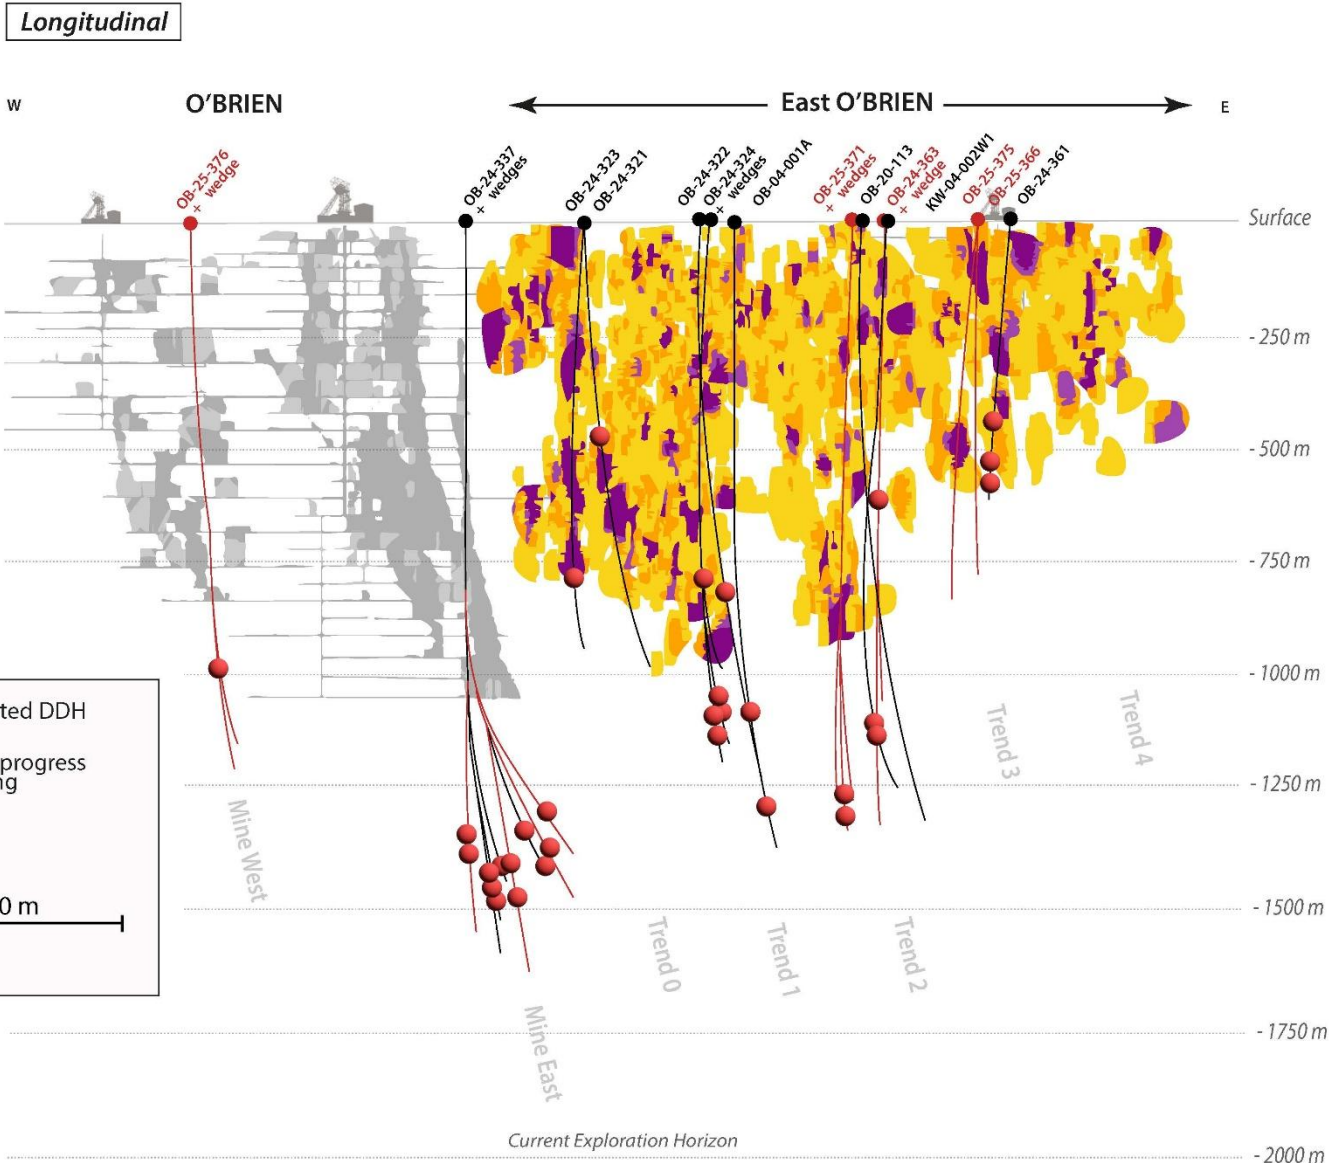 Longitudinal
W
O'BRIEN
East O'BRIEN
E
OB-25-376
+ wedge
OB-24-337
+ wedges
OB-24-323
OB-24-321
OB-24-322
OB-24-324
+ wedges
OB-04-001A
OB-25-371
+ wedges
OB-20-113
OB-24-363
+ wedge
KW-04-002W1
OB-25-375
OB-25-366
OB-24-361
Surface
- 250 m
- 500 m
- 750 m
- 1000 m
ted DDH
progress
ng
0 m
Trend 3
Trend 4
- 1250 m
Mine West
- 1500 m
Trend 0
Trend 1
Trend 2
Mine East
- 1750 m
Current Exploration Horizon
- 2000 m